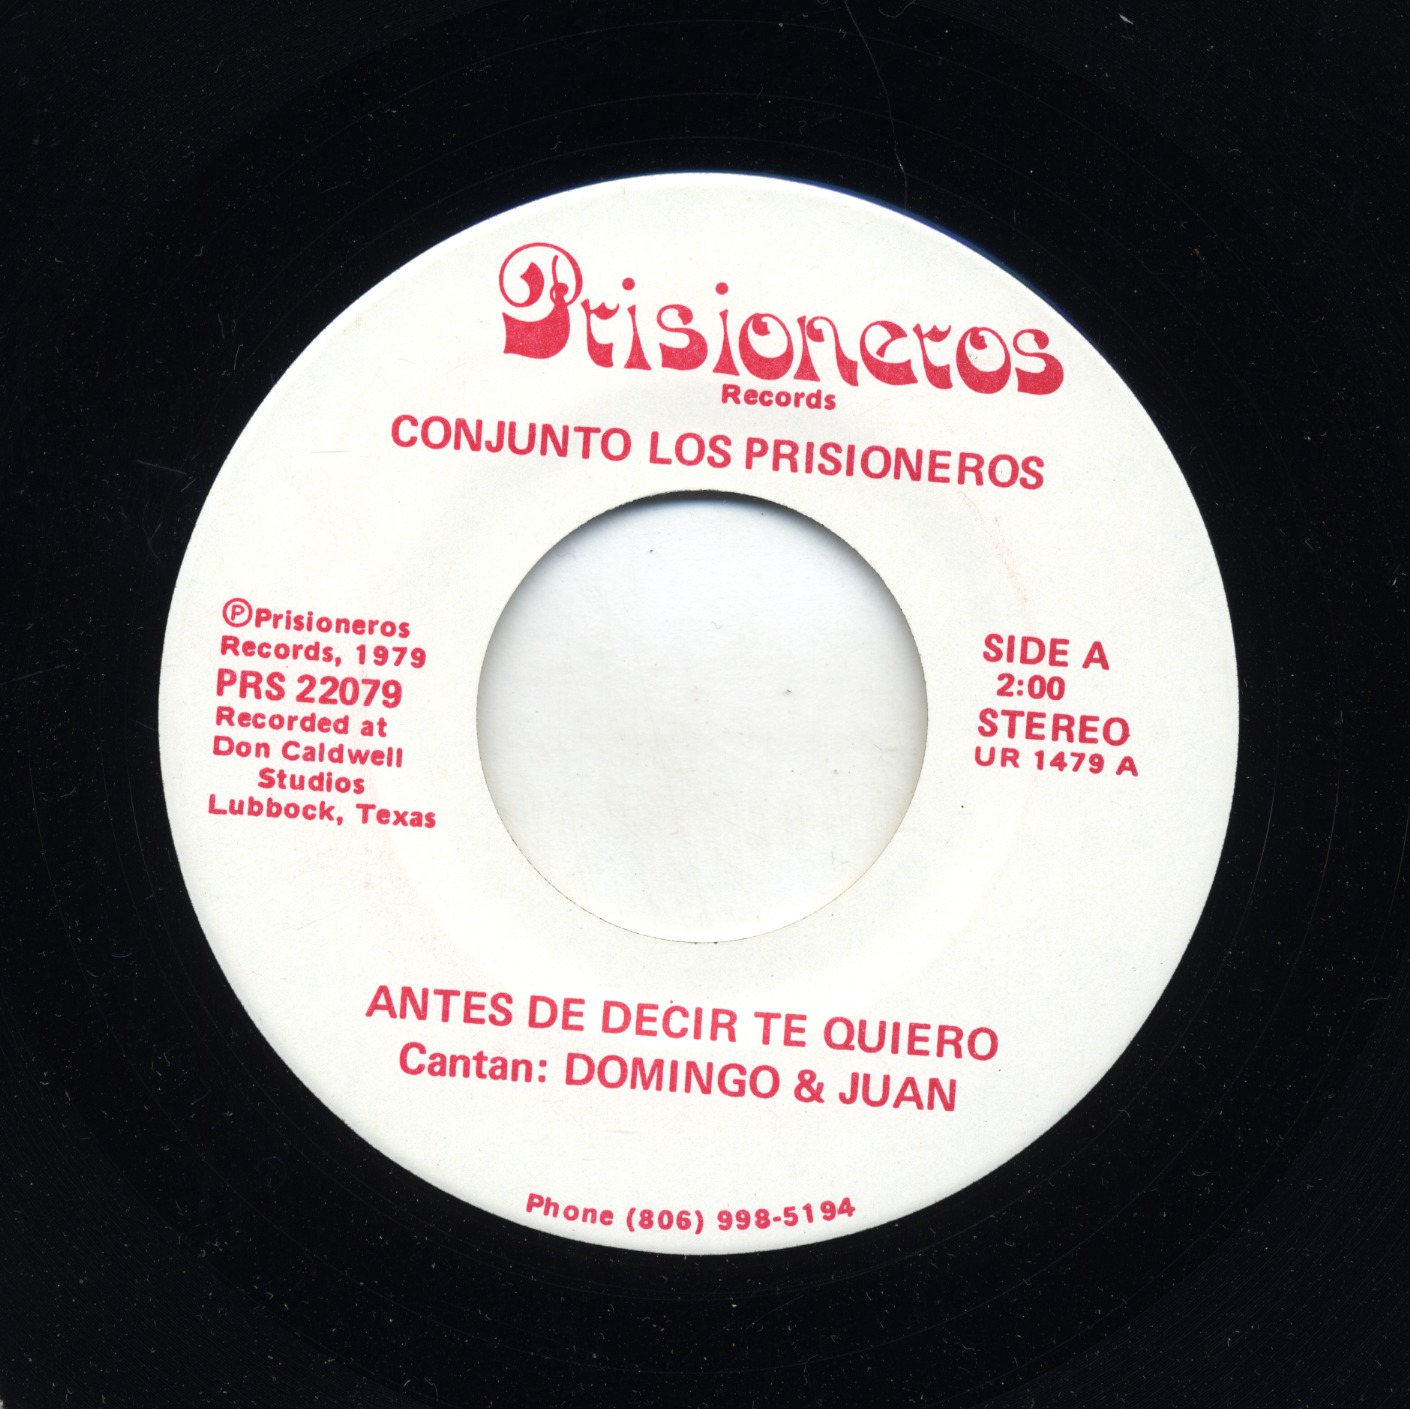 Prisioneros
Records
CONJUNTO LOS PRISIONEROS
ⓅPrisioneros
Records, 1979
PRS 22079
Recorded at
Don Caldwell
Studios
Lubbock, Texas
SIDE A
2:00
STEREO
UR 1479 A
ANTES DE DECIR TE QUIERO
Cantan: DOMINGO & JUAN
Phone (806) 998-5194